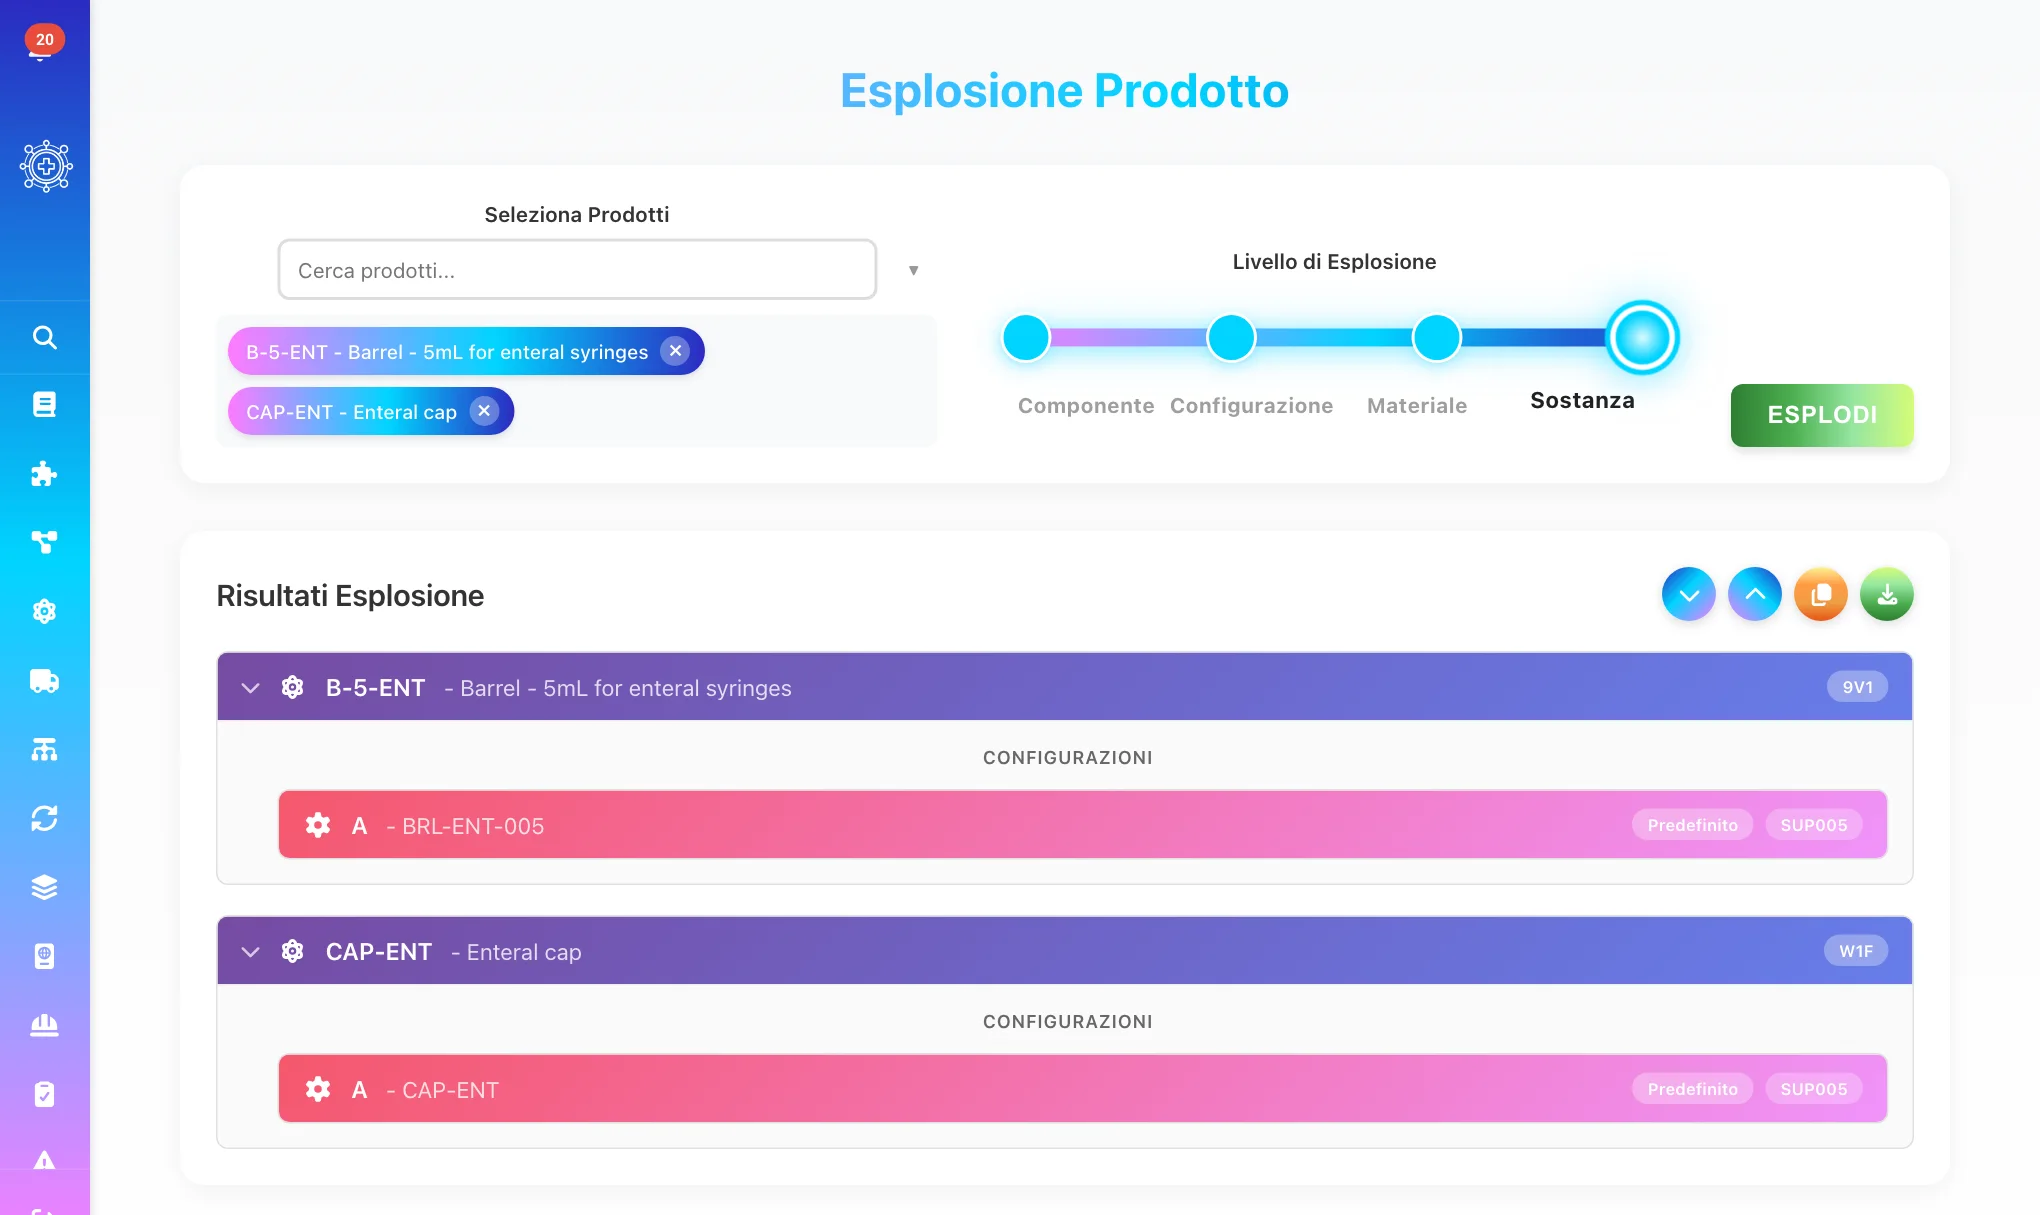 20
Esplosione Prodotto
Seleziona Prodotti
Cerca prodotti...
B-5-ENT - Barrel - 5mL for enteral syringes
CAP-ENT - Enteral cap
Livello di Esplosione
Componente Configurazione Materiale Sostanza
ESPLODI
Risultati Esplosione
B-5-ENT - Barrel - 5mL for enteral syringes 9V1
CONFIGURAZIONI
A - BRL-ENT-005 Predefinito SUP005
CAP-ENT - Enteral cap W1F
CONFIGURAZIONI
A - CAP-ENT Predefinito SUP005